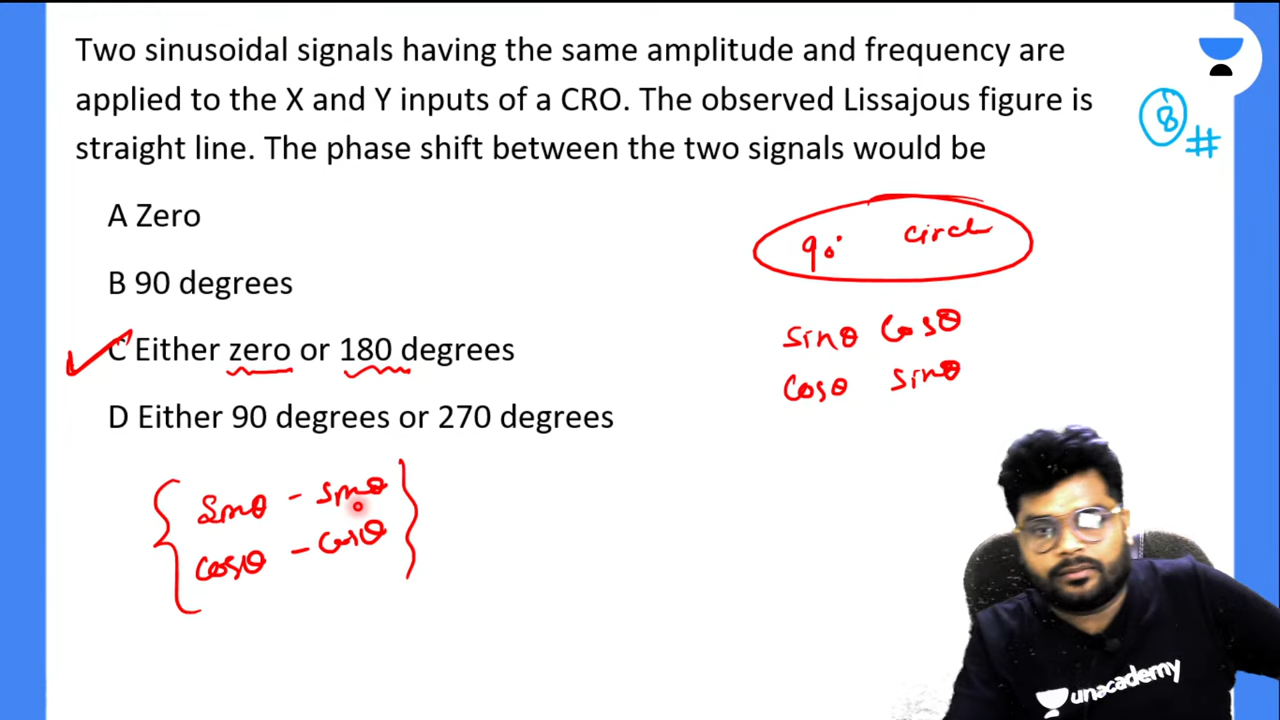 Two sinusoidal signals having the same amplitude and frequency are
applied to the X and Y inputs of a CRO. The observed Lissajous figure is
straight line. The phase shift between the two signals would be
8 #
A Zero
B 90 degrees
C Either zero or 180 degrees
D Either 90 degrees or 270 degrees
90° circle
sinθ cosθ
cosθ sinθ
sinθ - sinθ
cosθ - cosθ
unacademy